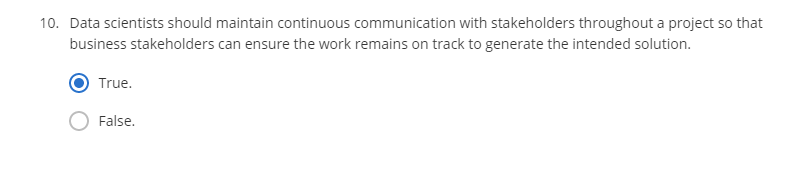 10. Data scientists should maintain continuous communication with stakeholders throughout a project so that
business stakeholders can ensure the work remains on track to generate the intended solution.
True.
False.